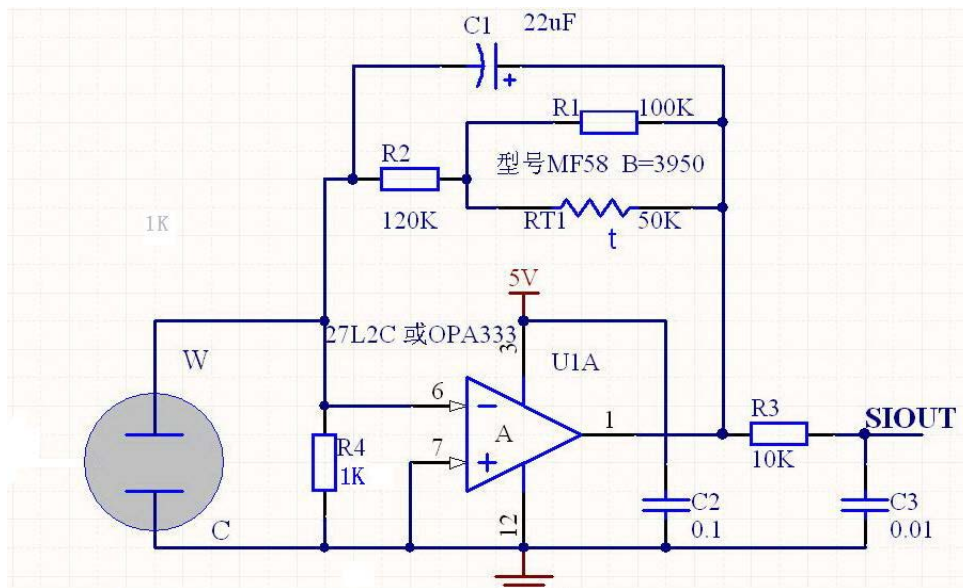 C1 22uF
R1 100K
R2 型号MF58 B=3950
120K RT1 50K
t
1K
5V
27L2C 或OPA333
3
U1A
W
6
A
1
R3 SIOUT
7
R4
1K
10K
C
12
C2
0.1
C3
0.01